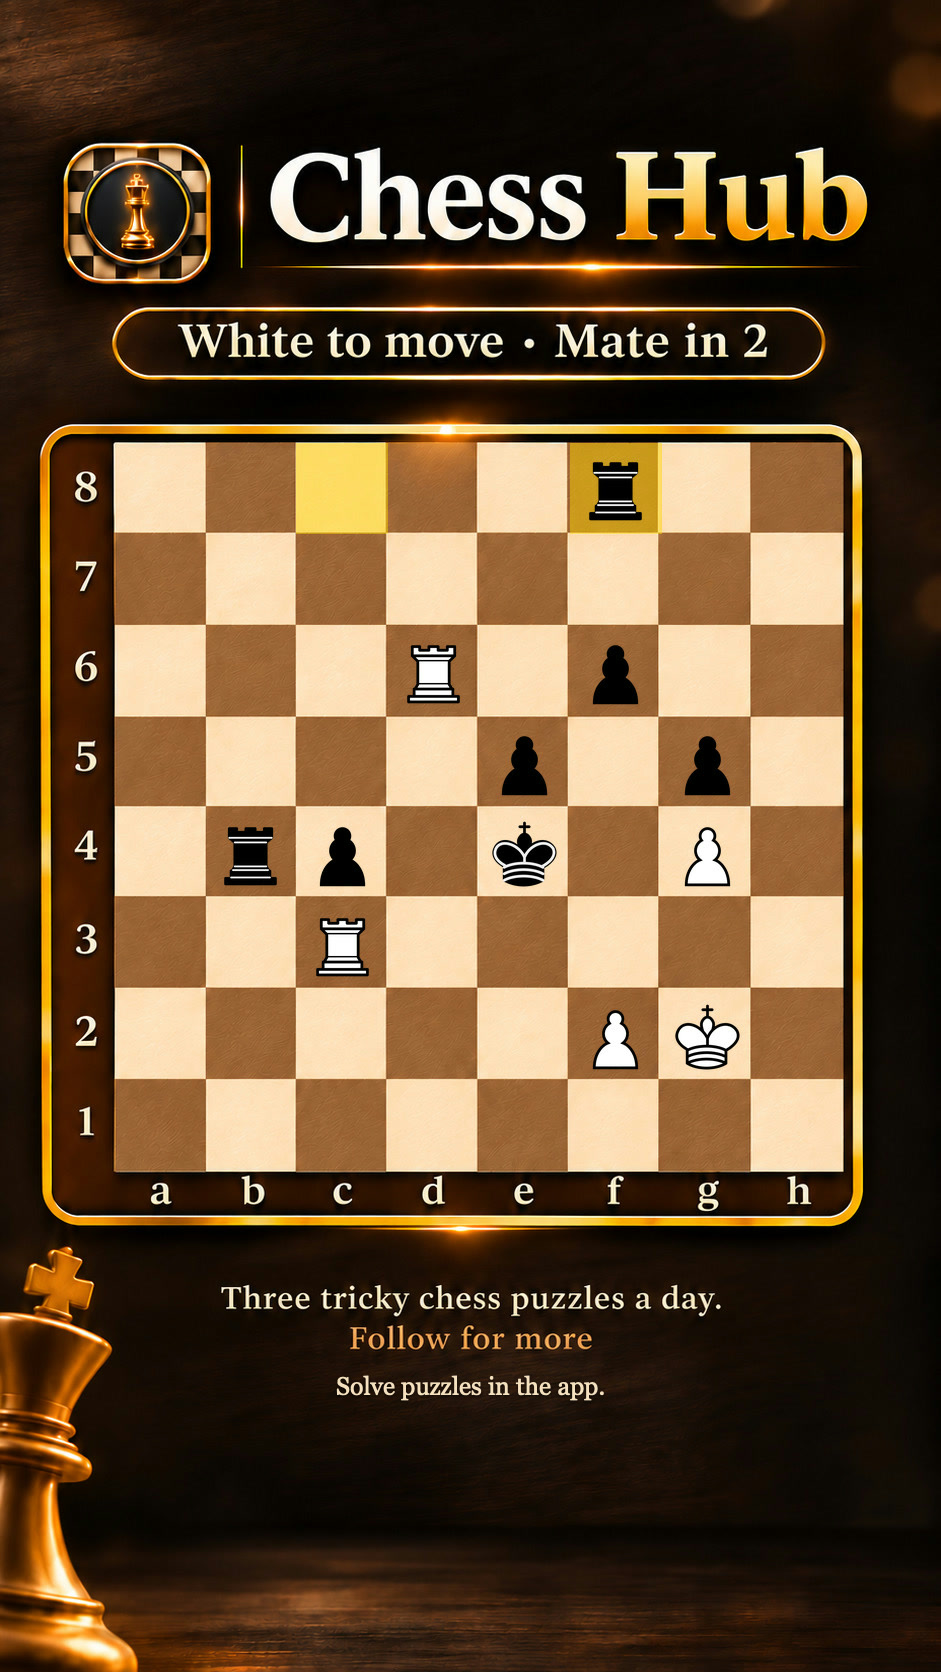 Chess Hub
White to move • Mate in 2
8
7
6
5
4
3
2
1
a b c d e f g h
Three tricky chess puzzles a day.
Follow for more
Solve puzzles in the app.